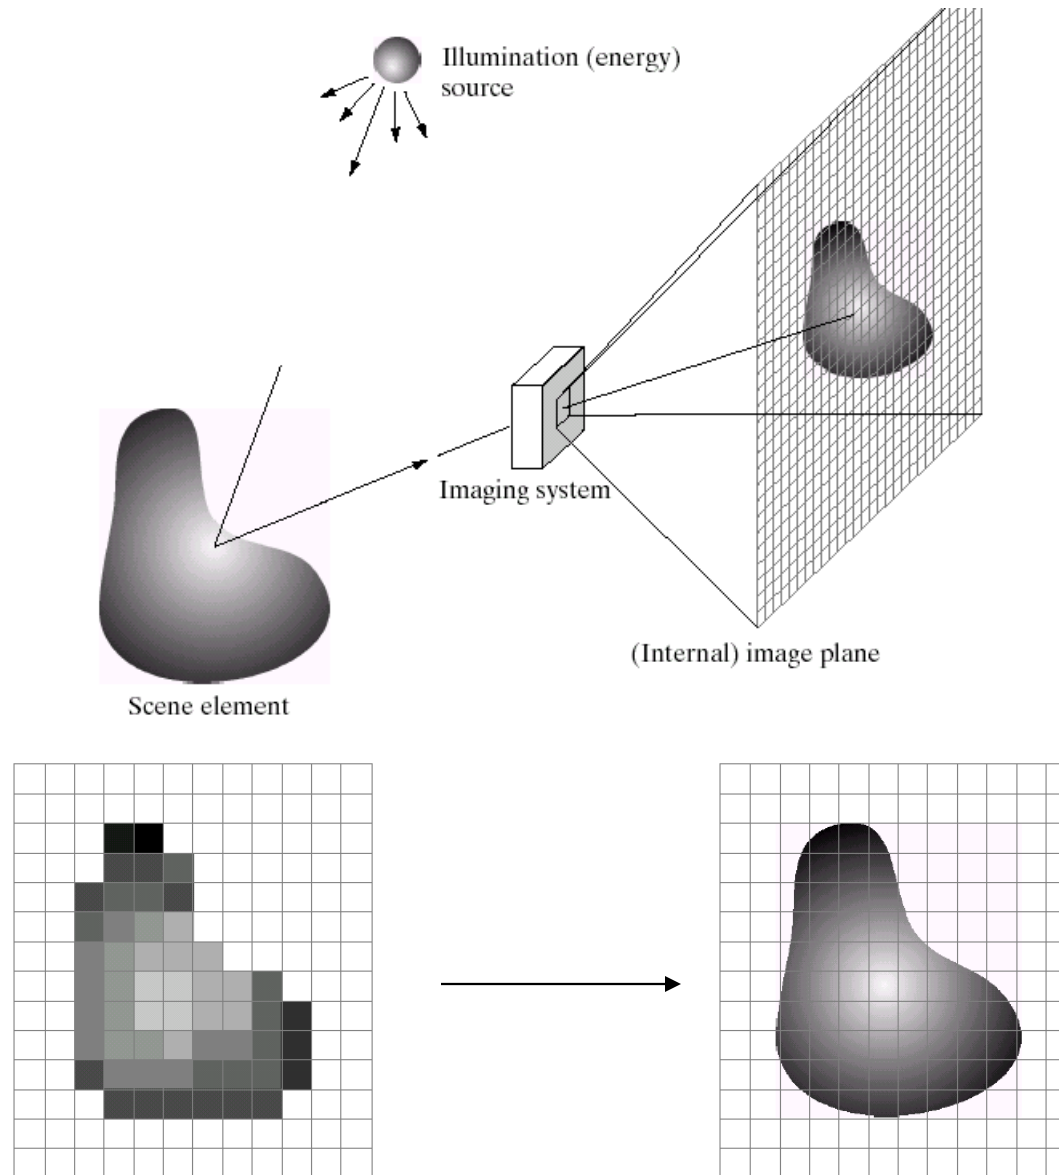 Illumination (energy)
source
Imaging system
(Internal) image plane
Scene element